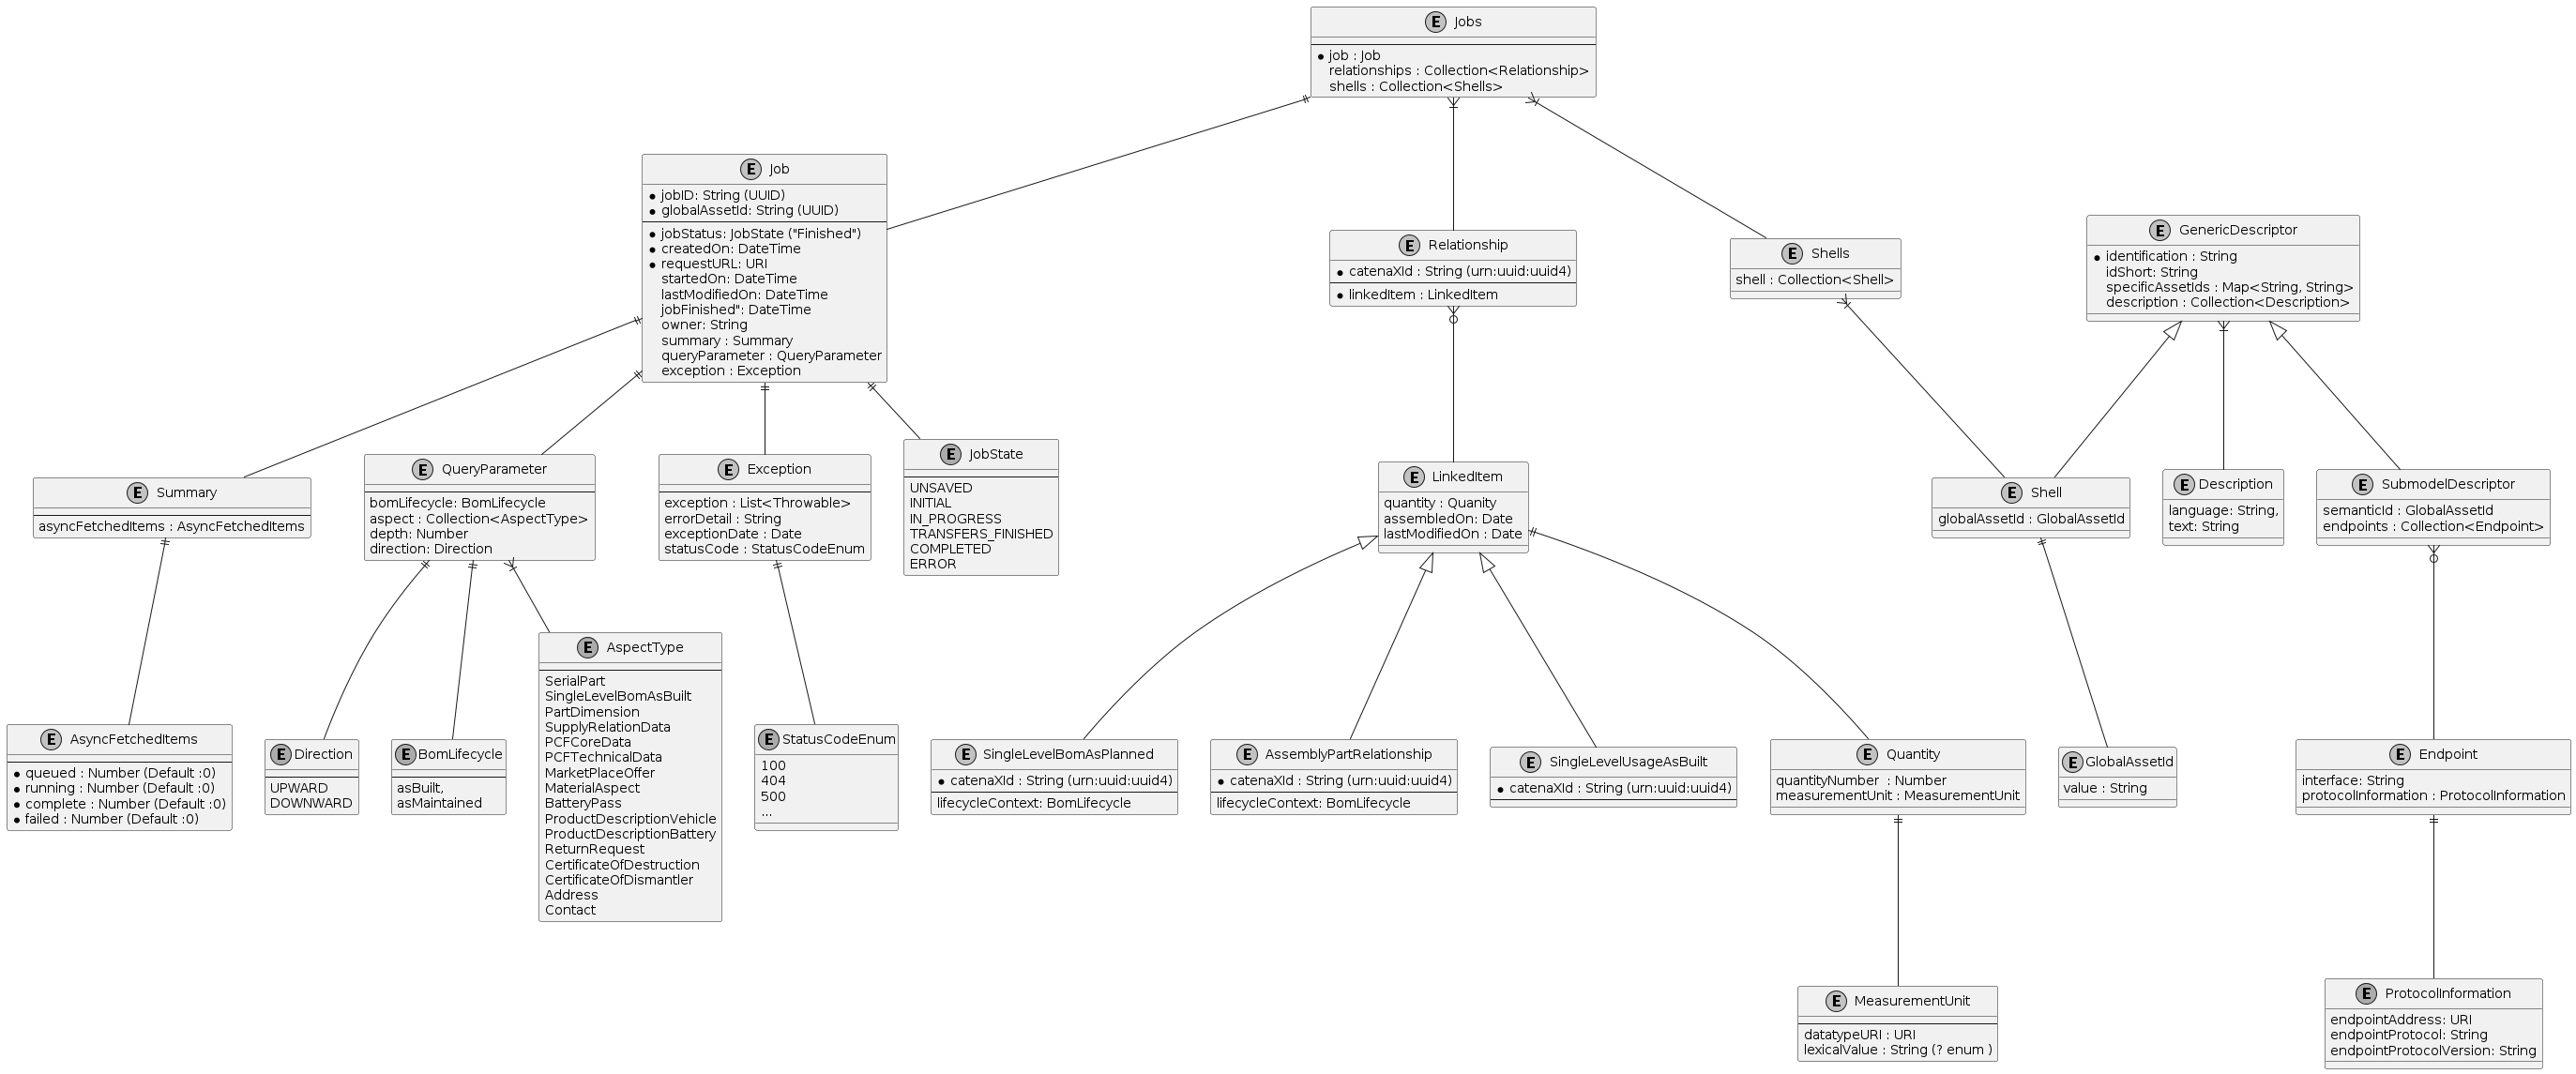 E Jobs
job : Job
relationships : Collection<Relationship>
shells : Collection<Shells>
E Job
jobID: String (UUID)
globalAssetId: String (UUID)
jobStatus: JobState ("Finished")
createdOn: DateTime
requestURL: URI
startedOn: DateTime
lastModifiedOn: DateTime
jobFinished": DateTime
owner: String
summary : Summary
queryParameter : QueryParameter
exception : Exception
E Relationship
catenaXId : String (urn:uuid:uuid4)
linkedItem : LinkedItem
E Shells
shell : Collection<Shell>
E GenericDescriptor
identification : String
idShort: String
specificAssetIds : Map<String, String>
description : Collection<Description>
E Summary
asyncFetchedItems : AsyncFetchedItems
E QueryParameter
bomLifecycle: BomLifecycle
aspect : Collection<AspectType>
depth: Number
direction: Direction
E Exception
exception : List<Throwable>
errorDetail : String
exceptionDate : Date
statusCode : StatusCodeEnum
E JobState
UNSAVED
INITIAL
IN_PROGRESS
TRANSFERS_FINISHED
COMPLETED
ERROR
E LinkedItem
quantity : Quanity
assembledOn: Date
lastModifiedOn : Date
E Shell
globalAssetId : GlobalAssetId
E Description
language: String,
text: String
E SubmodelDescriptor
semanticId : GlobalAssetId
endpoints : Collection<Endpoint>
E AsyncFetchedItems
queued : Number (Default :0)
running : Number (Default :0)
complete : Number (Default :0)
failed : Number (Default :0)
E Direction
UPWARD
DOWNWARD
E BomLifecycle
asBuilt,
asMaintained
E AspectType
SerialPart
SingleLevelBomAsBuilt
PartDimension
SupplyRelationData
PCFCoreData
PCFTechnicalData
MarketPlaceOffer
MaterialAspect
BatteryPass
ProductDescriptionVehicle
ProductDescriptionBattery
ReturnRequest
CertificateOfDestruction
CertificateOfDismantler
Address
Contact
E StatusCodeEnum
100
404
500
...
E SingleLevelBomAsPlanned
catenaXId : String (urn:uuid:uuid4)
lifecycleContext: BomLifecycle
E AssemblyPartRelationship
catenaXId : String (urn:uuid:uuid4)
lifecycleContext: BomLifecycle
E SingleLevelUsageAsBuilt
catenaXId : String (urn:uuid:uuid4)
E Quantity
quantityNumber : Number
measurementUnit : MeasurementUnit
E GlobalAssetId
value : String
E Endpoint
interface: String
protocolInformation : ProtocolInformation
E MeasurementUnit
datatypeURI : URI
lexicalValue : String (? enum )
E ProtocolInformation
endpointAddress: URI
endpointProtocol: String
endpointProtocolVersion: String